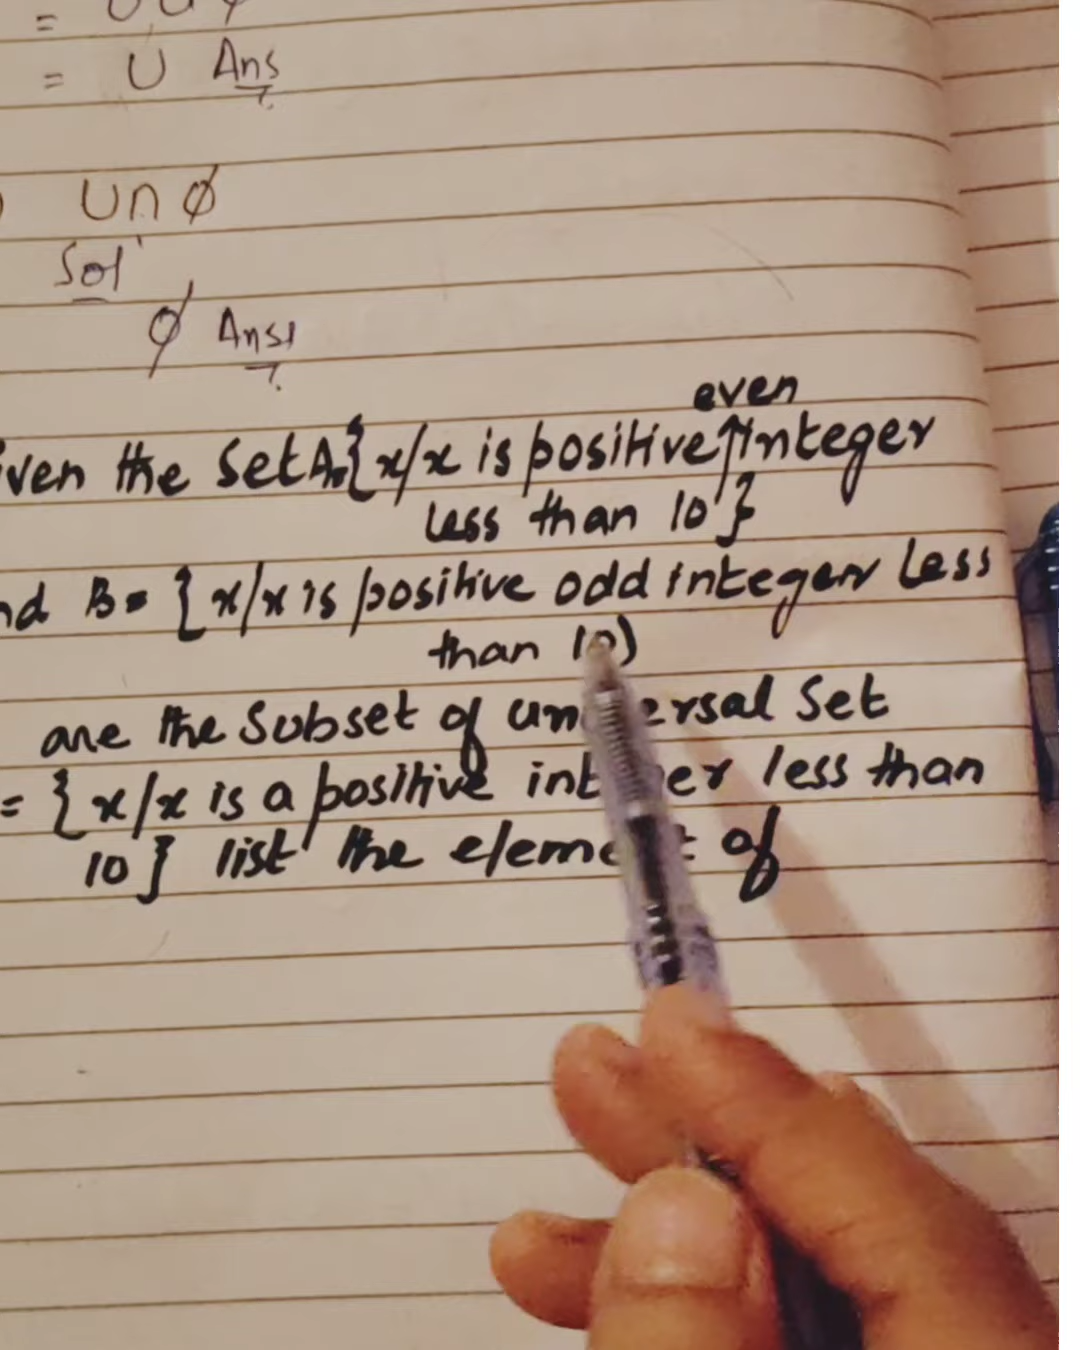 =
= U Ans
U∩ϕ
Sol
ϕ Ans
even
the Set A={x/x is positive integer
less than 10}
B= {x/x is positive odd integer less
than 10)
are the Subset of Set
= {x/x is a positive less than
10} list the of